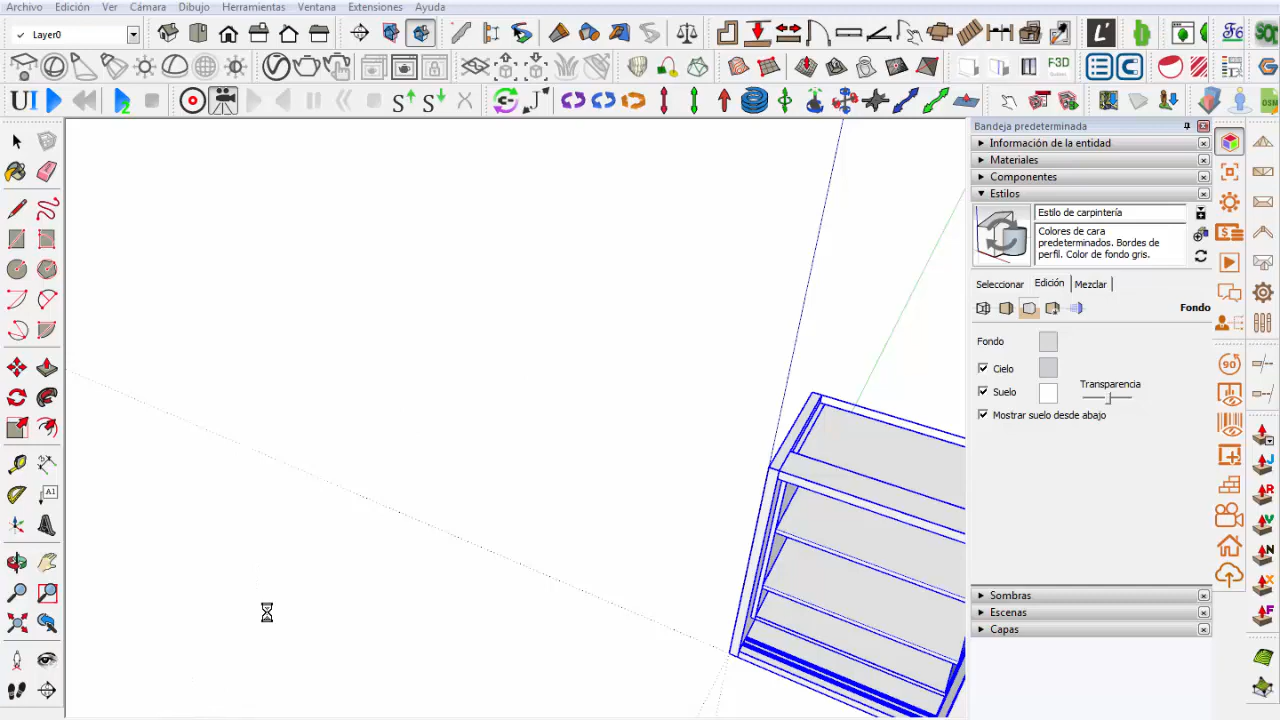 Archivo Edición Ver Cámara Dibujo Herramientas Ventana Extensiones Ayuda
Layer0
F3D
UI
Bandeja predeterminada
Información de la entidad
Materiales
Componentes
Estilos
Estilo de carpintería
Colores de cara
predeterminados. Bordes de
perfil. Color de fondo gris.
Seleccionar Edición Mezclar
Fondo
Fondo
Cielo
Suelo
Transparencia
Mostrar suelo desde abajo
Sombras
Escenas
Capas